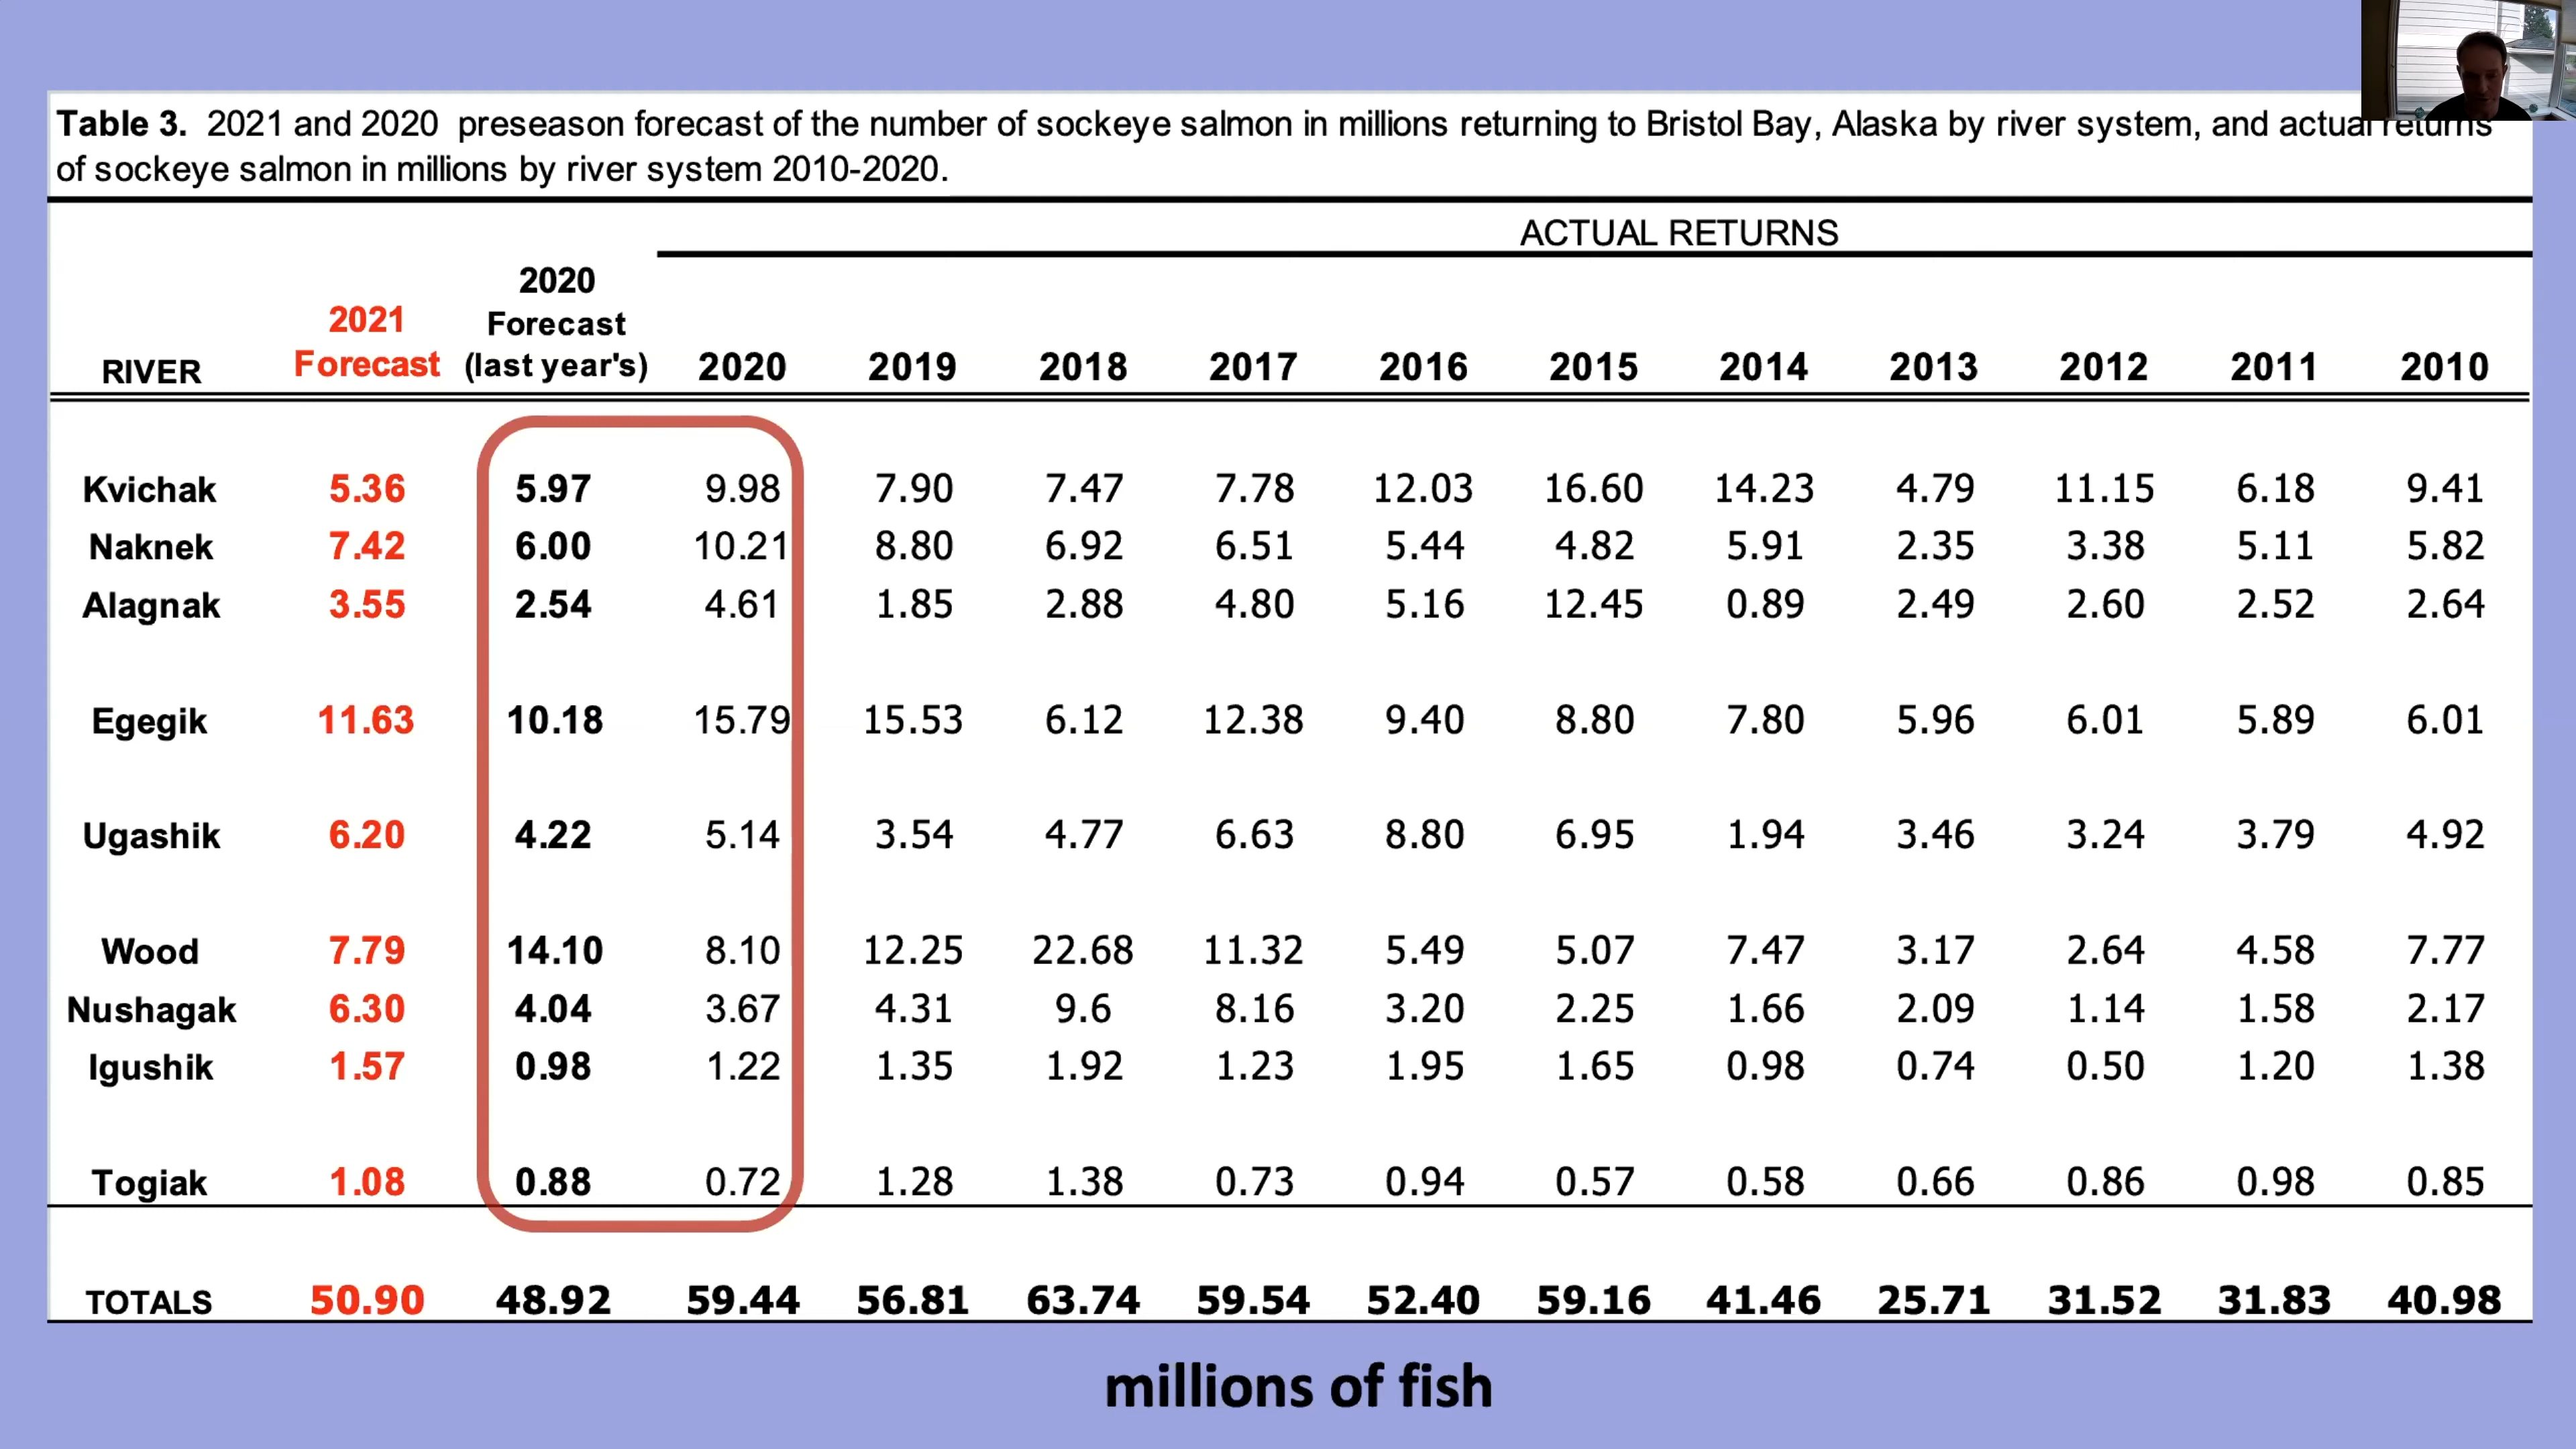 Table 3. 2021 and 2020 preseason forecast of the number of sockeye salmon in millions returning to Bristol Bay, Alaska by river system, and actual returns
of sockeye salmon in millions by river system 2010-2020.
ACTUAL RETURNS
RIVER 2021 Forecast 2020 Forecast (last year's) 2020 2019 2018 2017 2016 2015 2014 2013 2012 2011 2010
Kvichak 5.36 5.97 9.98 7.90 7.47 7.78 12.03 16.60 14.23 4.79 11.15 6.18 9.41
Naknek 7.42 6.00 10.21 8.80 6.92 6.51 5.44 4.82 5.91 2.35 3.38 5.11 5.82
Alagnak 3.55 2.54 4.61 1.85 2.88 4.80 5.16 12.45 0.89 2.49 2.60 2.52 2.64
Egegik 11.63 10.18 15.79 15.53 6.12 12.38 9.40 8.80 7.80 5.96 6.01 5.89 6.01
Ugashik 6.20 4.22 5.14 3.54 4.77 6.63 8.80 6.95 1.94 3.46 3.24 3.79 4.92
Wood 7.79 14.10 8.10 12.25 22.68 11.32 5.49 5.07 7.47 3.17 2.64 4.58 7.77
Nushagak 6.30 4.04 3.67 4.31 9.6 8.16 3.20 2.25 1.66 2.09 1.14 1.58 2.17
Igushik 1.57 0.98 1.22 1.35 1.92 1.23 1.95 1.65 0.98 0.74 0.50 1.20 1.38
Togiak 1.08 0.88 0.72 1.28 1.38 0.73 0.94 0.57 0.58 0.66 0.86 0.98 0.85
TOTALS 50.90 48.92 59.44 56.81 63.74 59.54 52.40 59.16 41.46 25.71 31.52 31.83 40.98
millions of fish